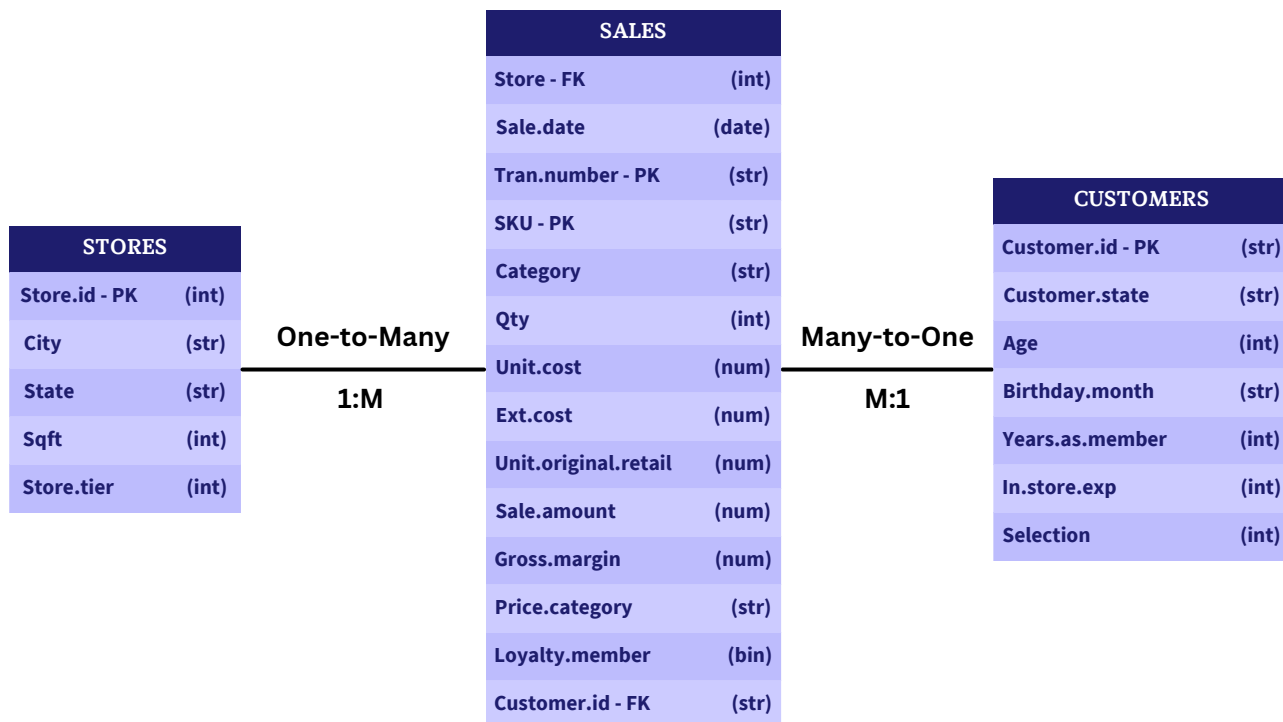 STORES
Store.id - PK (int)
City (str)
State (str)
Sqft (int)
Store.tier (int)
One-to-Many
1:M
SALES
Store - FK (int)
Sale.date (date)
Tran.number - PK (str)
SKU - PK (str)
Category (str)
Qty (int)
Unit.cost (num)
Ext.cost (num)
Unit.original.retail (num)
Sale.amount (num)
Gross.margin (num)
Price.category (str)
Loyalty.member (bin)
Customer.id - FK (str)
Many-to-One
M:1
CUSTOMERS
Customer.id - PK (str)
Customer.state (str)
Age (int)
Birthday.month (str)
Years.as.member (int)
In.store.exp (int)
Selection (int)